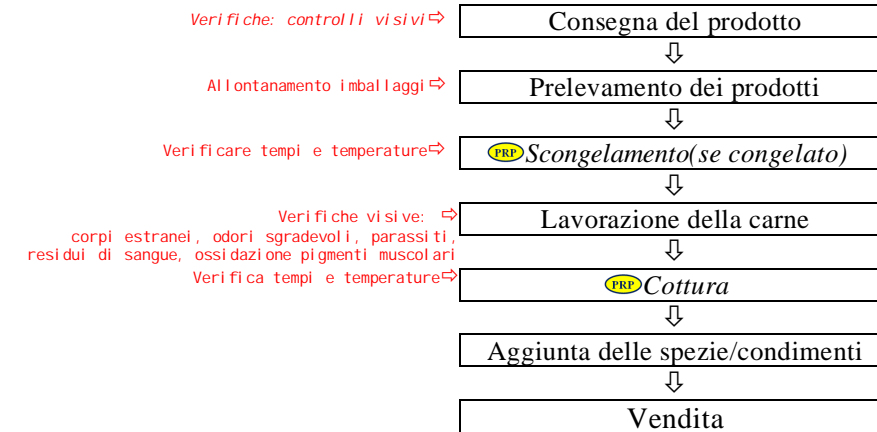 Verifiche: controlli visivi⇨ Consegna del prodotto
⇩
Allontanamento imballaggi⇨ Prelevamento dei prodotti
⇩
Verificare tempi e temperature⇨ PRP Scongelamento(se congelato)
⇩
Verifiche visive: ⇨ Lavorazione della carne
corpi estranei, odori sgradevoli, parassiti,
⇩
residui di sangue, ossidazione pigmenti muscolari
Verifica tempi e temperature⇨ PRP Cottura
⇩
Aggiunta delle spezie/condimenti
⇩
Vendita